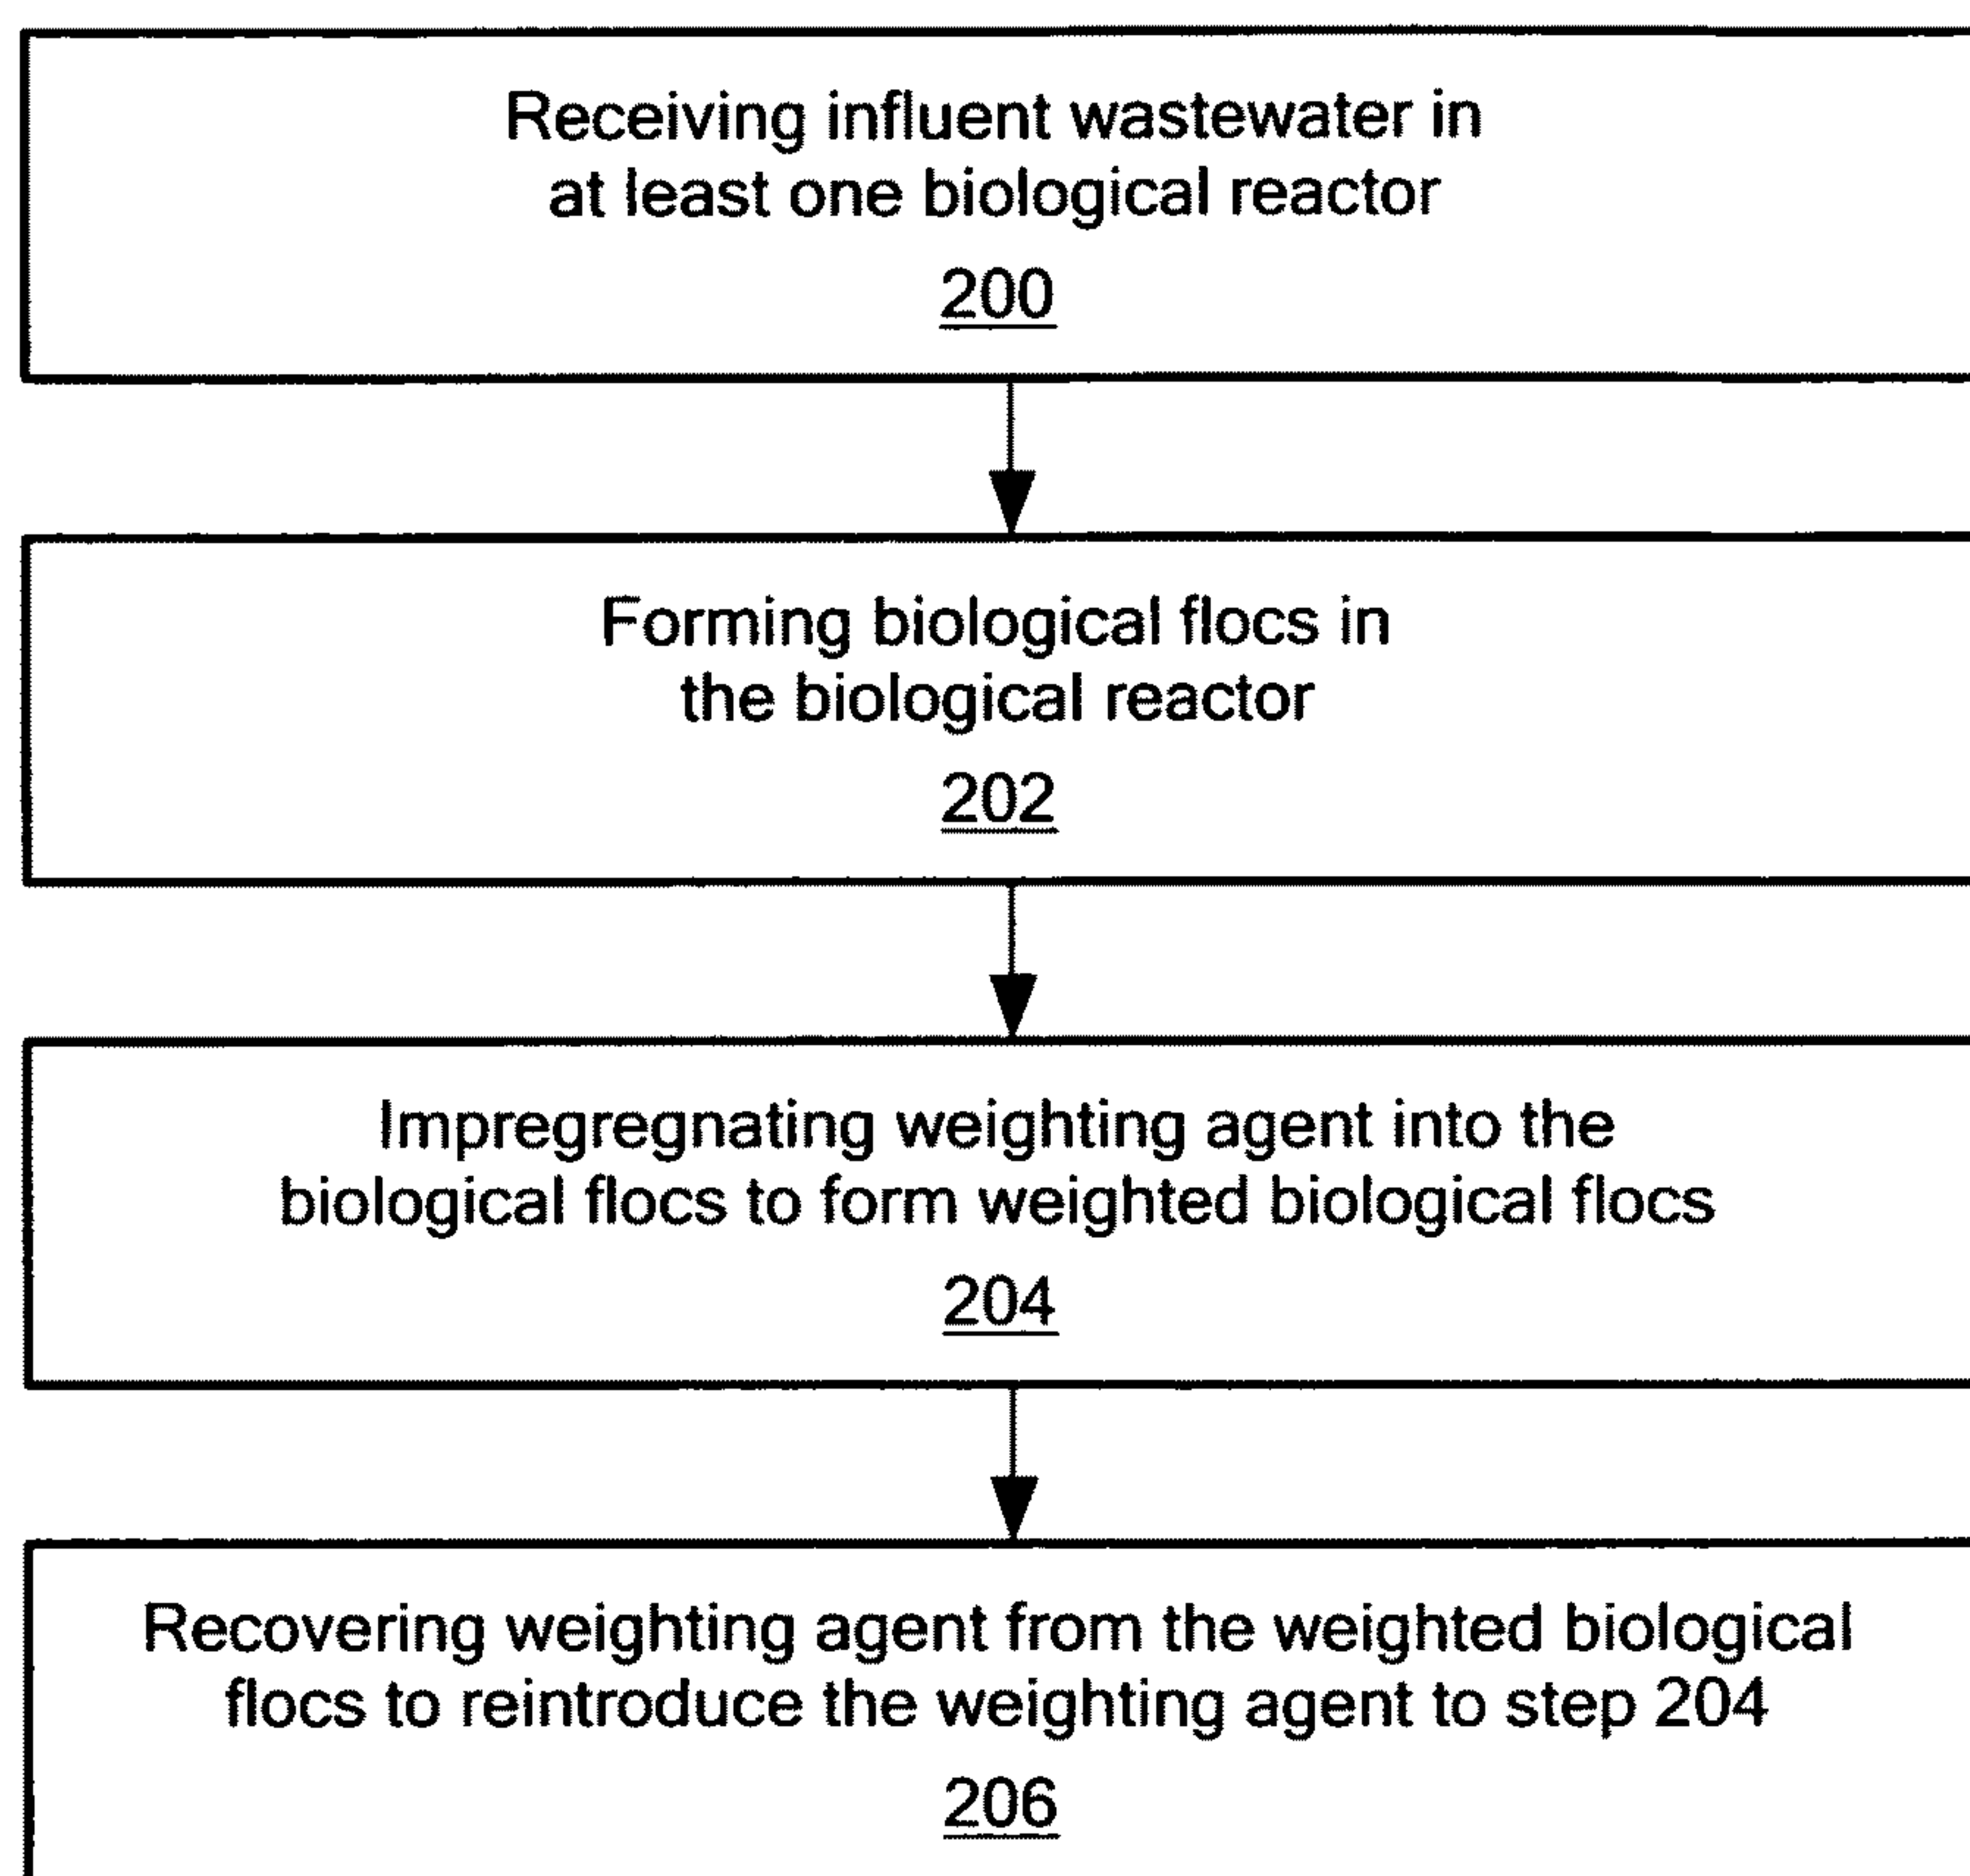 Receiving influent wastewater in
at least one biological reactor
200
Forming biological flocs in
the biological reactor
202
Impregregnating weighting agent into the
biological flocs to form weighted biological flocs
204
Recovering weighting agent from the weighted biological
flocs to reintroduce the weighting agent to step 204
206